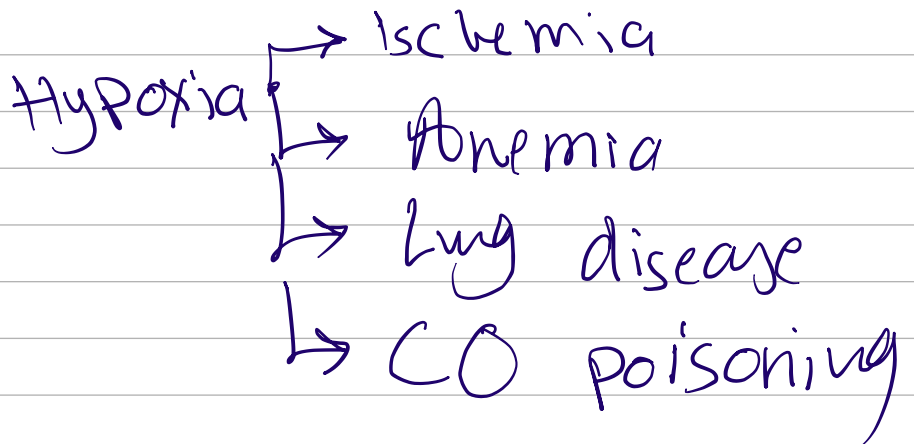 Ischemia
Hypoxia
Anemia
Lung disease
CO poisoning